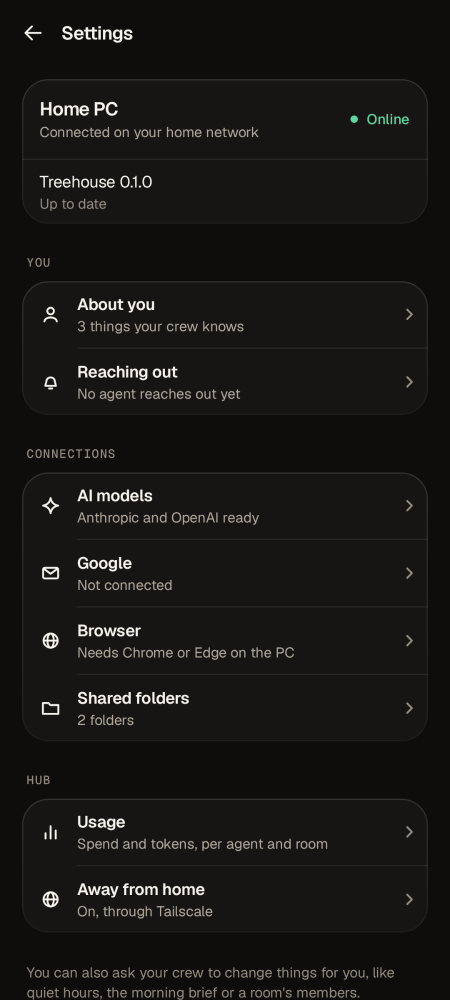 Settings
Home PC
Connected on your home network
Online
Treehouse 0.1.0
Up to date
YOU
About you
3 things your crew knows
Reaching out
No agent reaches out yet
CONNECTIONS
AI models
Anthropic and OpenAI ready
Google
Not connected
Browser
Needs Chrome or Edge on the PC
Shared folders
2 folders
HUB
Usage
Spend and tokens, per agent and room
Away from home
On, through Tailscale
You can also ask your crew to change things for you, like
quiet hours, the morning brief or a room's members.